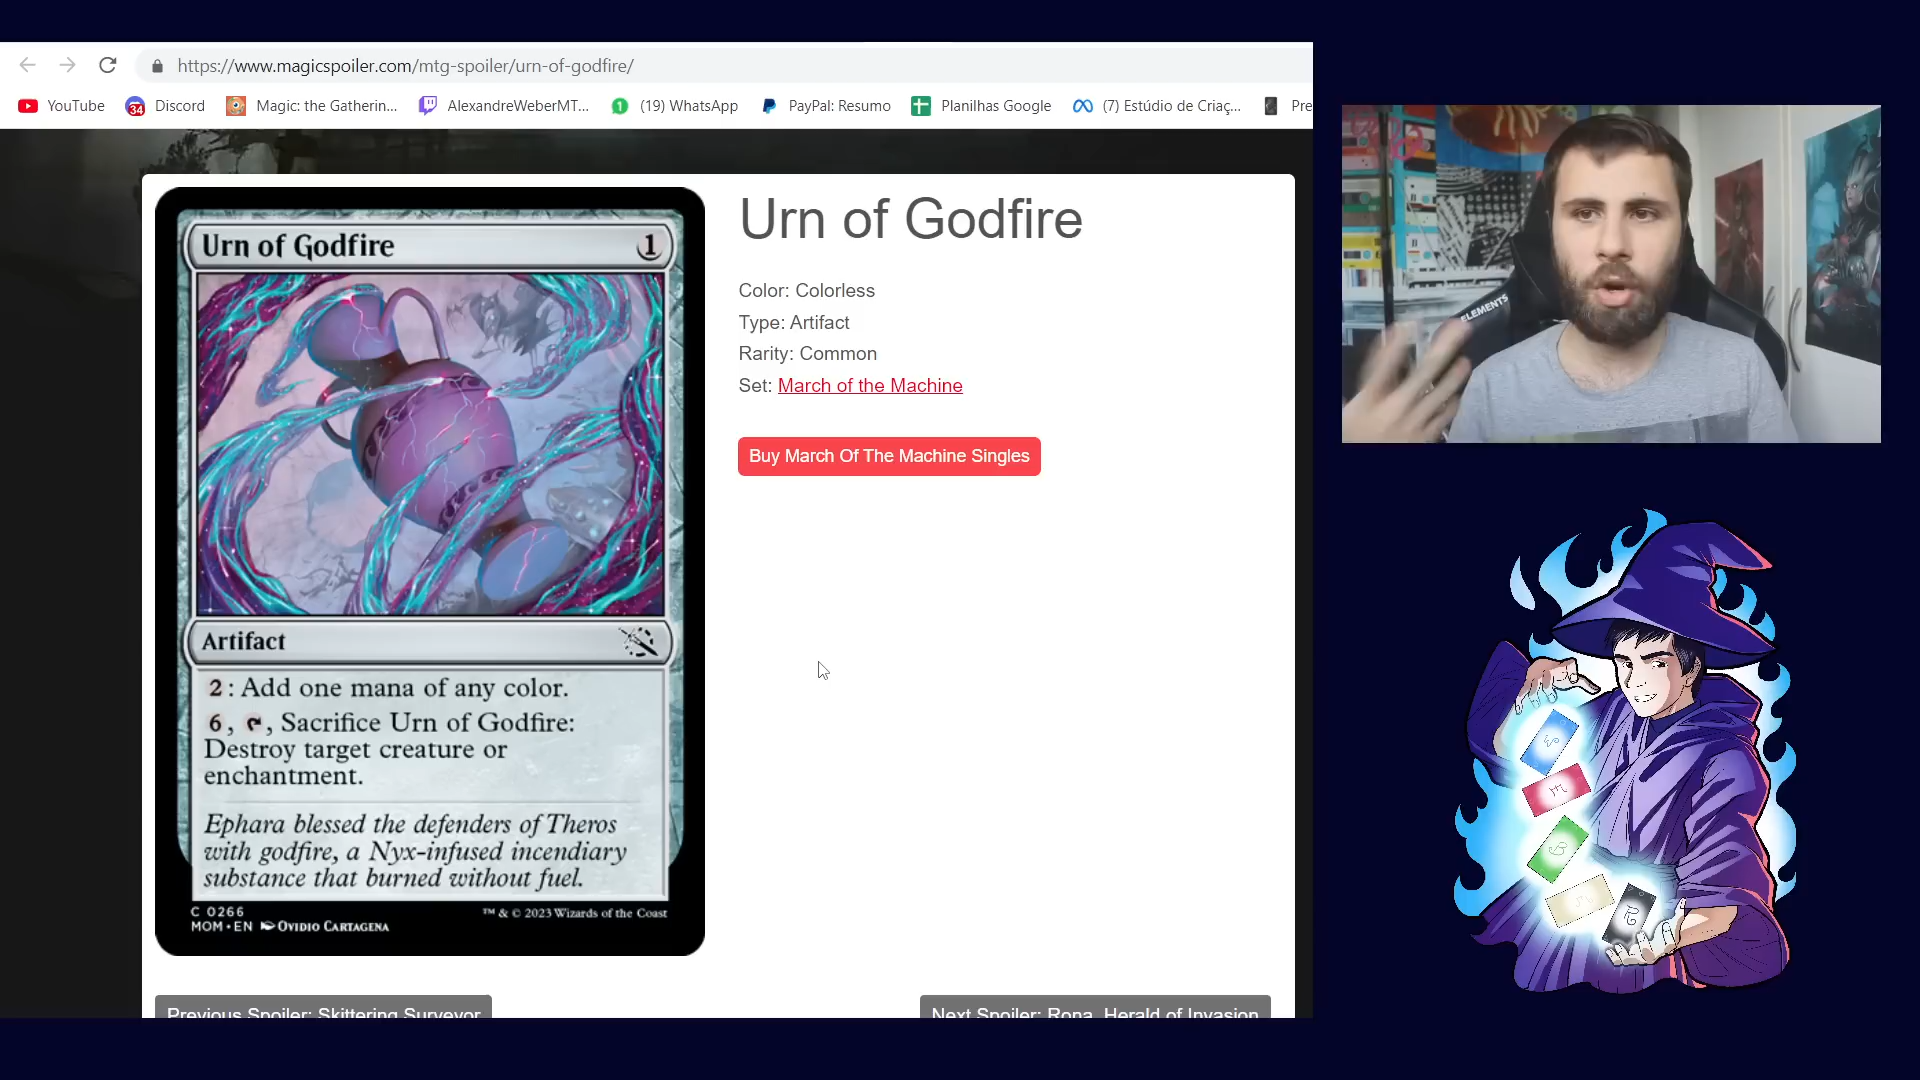 https://www.magicspoiler.com/mtg-spoiler/urn-of-godfire/
YouTube
34
Discord
Magic: the Gatherin...
AlexandreWeberMT...
1
(19) WhatsApp
PayPal: Resumo
Planilhas Google
(7) Estúdio de Criaç...
Pre
Urn of Godfire
1
Artifact
2: Add one mana of any color.
6, , Sacrifice Urn of Godfire:
Destroy target creature or
enchantment.
Ephara blessed the defenders of Theros
with godfire, a Nyx-infused incendiary
substance that burned without fuel.
C 0266
MOM • EN Ovidio Cartagena
™ & © 2023 Wizards of the Coast
Urn of Godfire
Color: Colorless
Type: Artifact
Rarity: Common
Set: March of the Machine
Buy March Of The Machine Singles
Previous Spoiler: Skittering Surveyor
Next Spoiler: Rona, Herald of Invasion
ELEMENTS